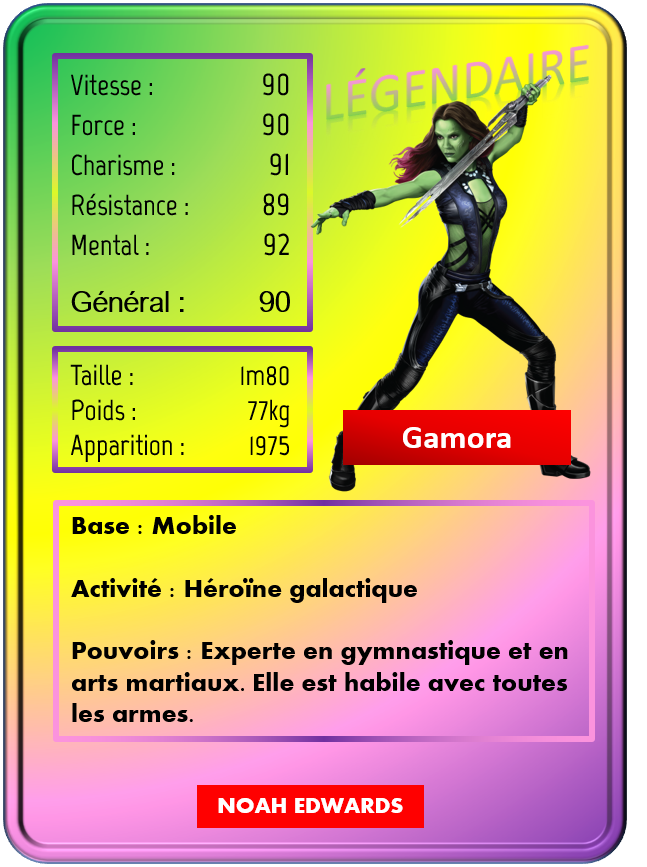 LÉGENDAIRE
Vitesse : 90
Force : 90
Charisme : 91
Résistance : 89
Mental : 92
Général : 90
Taille : 1m80
Poids : 77kg
Apparition : 1975
Gamora
Base : Mobile
Activité : Héroïne galactique
Pouvoirs : Experte en gymnastique et en
arts martiaux. Elle est habile avec toutes
les armes.
NOAH EDWARDS